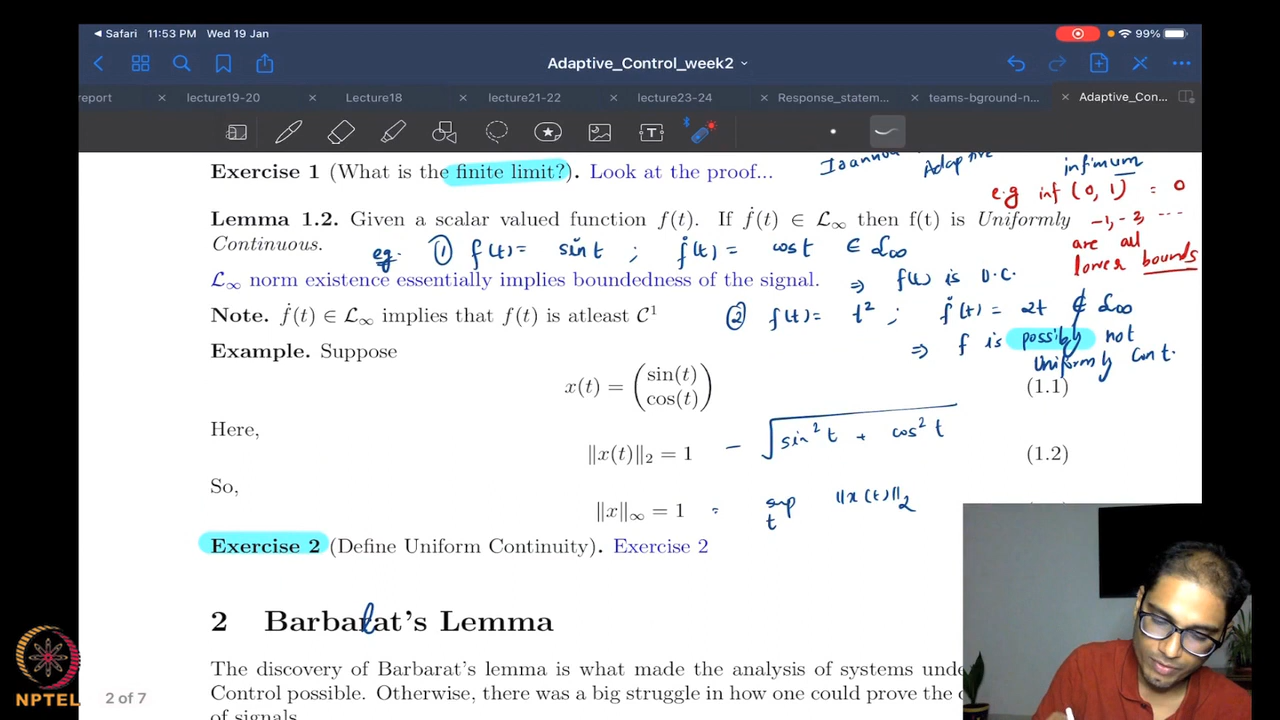 Safari 11:53 PM Wed 19 Jan 99%
Adaptive_Control_week2
report lecture19-20 Lecture18 lecture21-22 lecture23-24 Response_statem... teams-bground-n... Adaptive_Con...
Ioannou Adaptive infimum
Exercise 1 (What is the finite limit?). Look at the proof...
e.g inf (0, 1) = 0
-1, -2, ...
are all
lower bounds
Lemma 1.2. Given a scalar valued function f(t). If ḟ(t) ∈ ℒ∞ then f(t) is Uniformly
Continuous.
eg. ① f(t) = sin t ; ḟ(t) = cos t ∈ ℒ∞
ℒ∞ norm existence essentially implies boundedness of the signal.
⇒ f(t) is U.C.
Note. ḟ(t) ∈ ℒ∞ implies that f(t) is atleast 𝒞¹
② f(t) = t² ; ḟ(t) = 2t ∉ ℒ∞
⇒ f is possibly not
Uniformly cont.
Example. Suppose
x(t) = ( sin(t)
cos(t) ) (1.1)
Here,
‖x(t)‖₂ = 1 = √(sin² t + cos² t) (1.2)
So,
‖x‖∞ = 1 = sup ‖x(t)‖₂
t
Exercise 2 (Define Uniform Continuity). Exercise 2
2 Barbalat's Lemma
The discovery of Barbarat's lemma is what made the analysis of systems unde
Control possible. Otherwise, there was a big struggle in how one could prove the c
of signals.
NPTEL
2 of 7